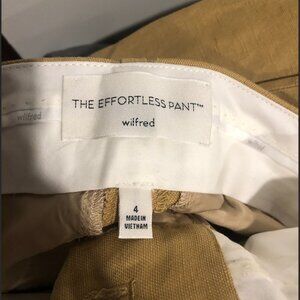 THE EFFORTLESS PANT™
wilfred
wilfred
4
MADE IN
VIETNAM